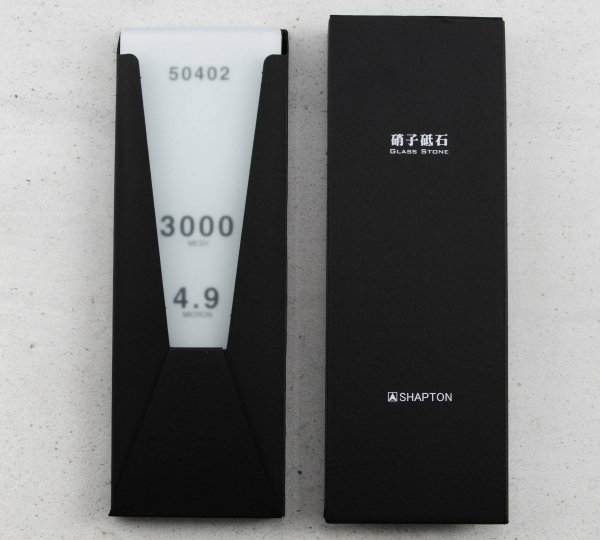 50402
3000
MESH
4.9
MICRON
硝子砥石
GLASS STONE
SHAPTON